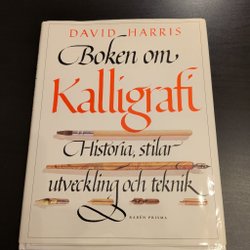 DAVID HARRIS
Boken om
Kalligrafi
Historia, stilar
utveckling och teknik
RABÉN PRISMA